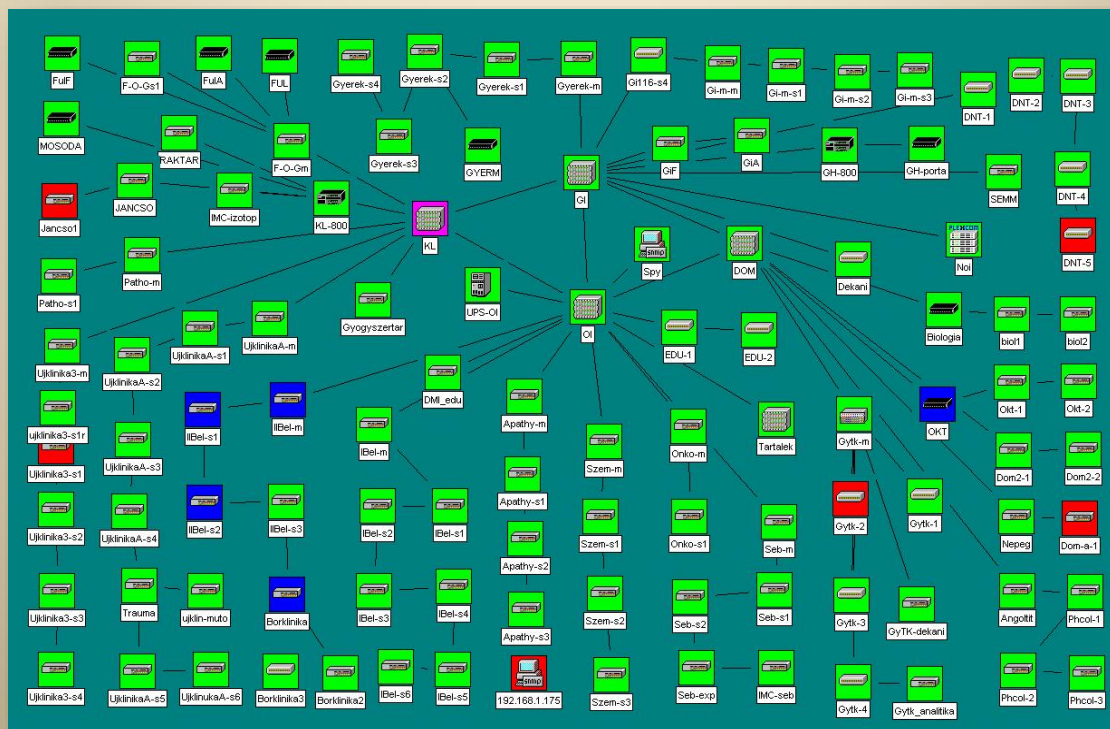 FulF
F-O-Gs1
FulA
FUL
Gyerek-s4
Gyerek-s2
Gyerek-s1
Gyerek-m
Gi116-s4
Gi-m-m
Gi-m-s1
Gi-m-s2
Gi-m-s3
DNT-1
DNT-2
DNT-3
MOSODA
RAKTAR
F-O-Gm
Gyerek-s3
GYERM
GiF
GiA
GH-800
GH-porta
SEMM
DNT-4
Jancso1
JANCSO
IMC-izotop
KL-800
KL
GI
Patho-s1
Patho-m
UPS-OI
Spy
snmp
DOM
Dekani
PLEXCOM
Noi
DNT-5
Ujklinika3-m
UjklinikaA-s2
UjklinikaA-s1
UjklinikaA-m
Gyogyszertar
OI
EDU-1
EDU-2
Biologia
biol1
biol2
ujklinika3-s1r
Ujklinika3-s1
UjklinikaA-s3
IIBel-s1
IIBel-m
DMI_edu
IBel-m
Apathy-m
Szem-m
Onko-m
Tartalek
Gytk-m
OKT
Okt-1
Okt-2
Dom2-1
Dom2-2
Ujklinika3-s2
UjklinikaA-s4
IIBel-s2
IIBel-s3
IBel-s2
IBel-s1
Apathy-s1
Szem-s1
Onko-s1
Seb-m
Gytk-2
Gytk-1
Nepeg
Dom-a-1
Ujklinika3-s3
Trauma
ujklin-muto
Borklinika
IBel-s3
IBel-s4
Apathy-s2
Apathy-s3
Szem-s2
Seb-s2
Seb-s1
Gytk-3
GyTK-dekani
Angoltit
Phcol-1
Ujklinika3-s4
UjklinikaA-s5
UjklinukaA-s6
Borklinika3
Borklinika2
IBel-s6
IBel-s5
snmp
192.168.1.175
Szem-s3
Seb-exp
IMC-seb
Gytk-4
Gytk_analitika
Phcol-2
Phcol-3